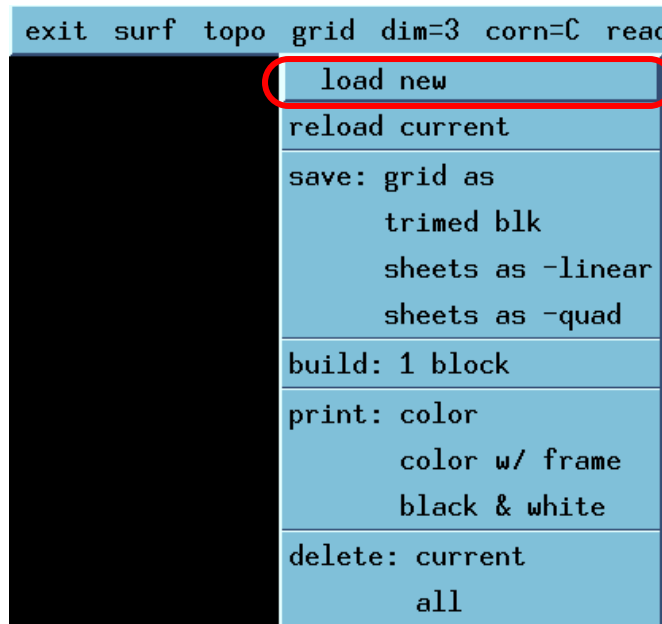 exit surf topo grid dim=3 corn=C
load new
reload current
save: grid as
trimed blk
sheets as -linear
sheets as -quad
build: 1 block
print: color
color w/ frame
black & white
delete: current
all